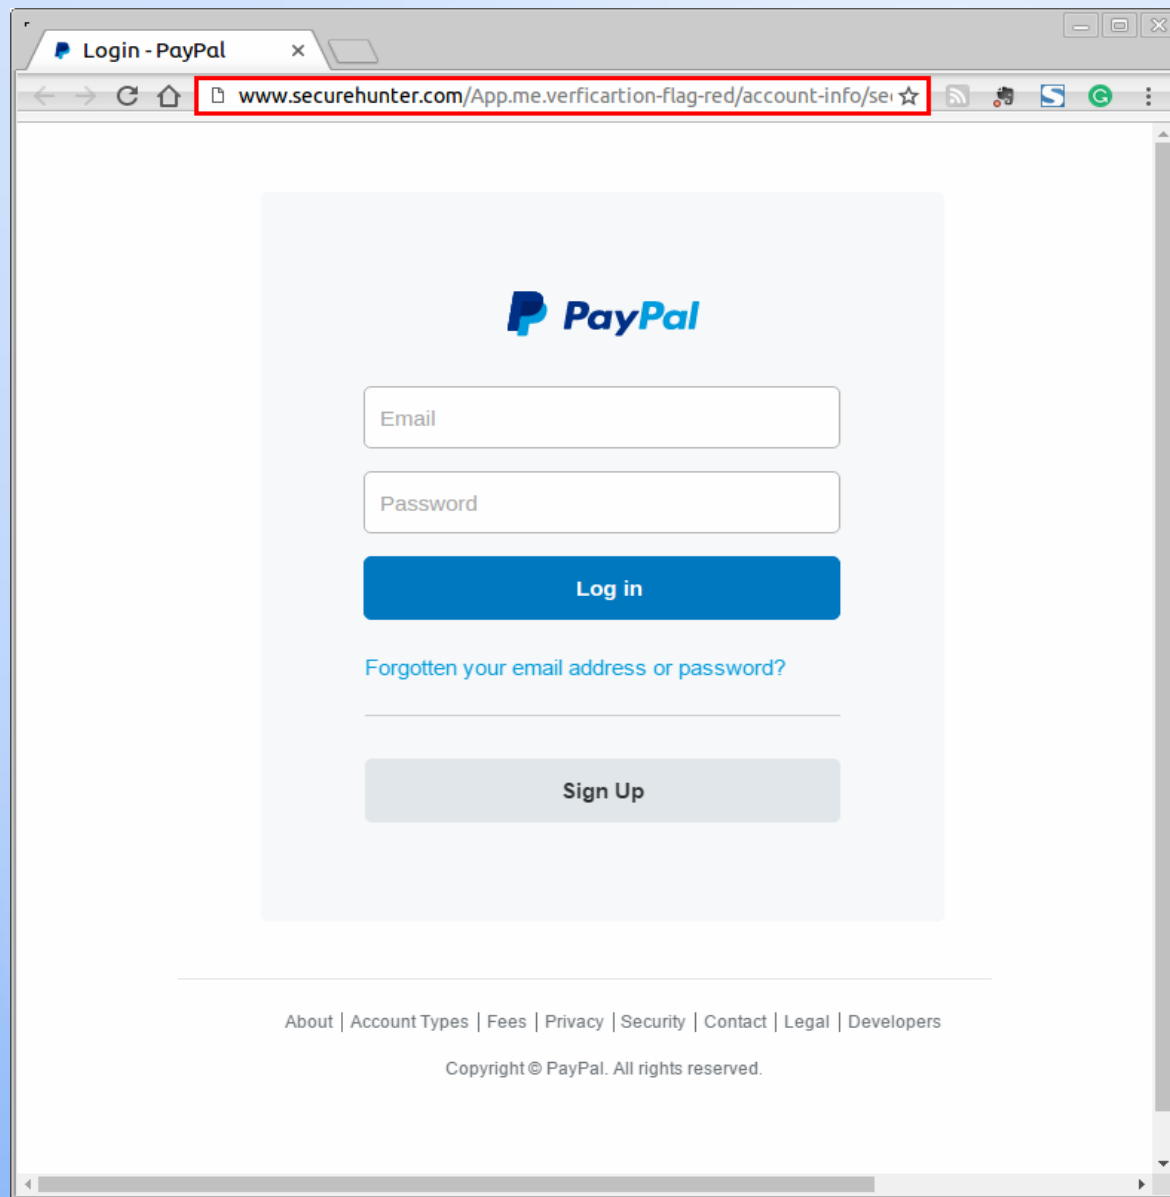 Login - PayPal
www.securehunter.com/App.me.verficartion-flag-red/account-info/se
PayPal
Email
Password
Log in
Forgotten your email address or password?
Sign Up
About | Account Types | Fees | Privacy | Security | Contact | Legal | Developers
Copyright © PayPal. All rights reserved.